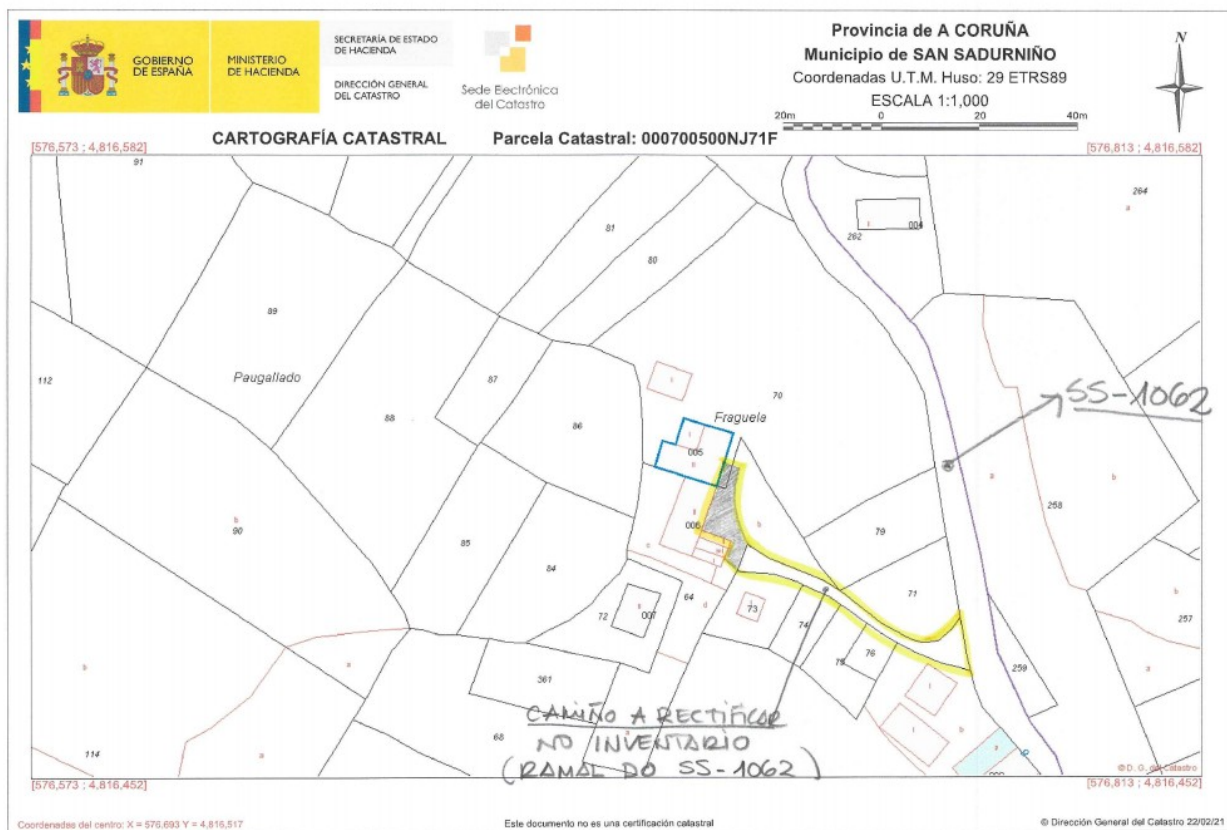 GOBIERNO
DE ESPAÑA
MINISTERIO
DE HACIENDA
SECRETARÍA DE ESTADO
DE HACIENDA
DIRECCIÓN GENERAL
DEL CATASTRO
Sede Electrónica
del Catastro
Provincia de A CORUÑA
Municipio de SAN SADURNIÑO
Coordenadas U.T.M. Huso: 29 ETRS89
ESCALA 1:1,000
20m 0 20 40m
N
CARTOGRAFÍA CATASTRAL Parcela Catastral: 000700500NJ71F
[576,573 ; 4,816,582] [576,813 ; 4,816,582]
91
81
80
I
004
262
264
a
89
Paugallado
112
87
88
86
I
70
Fraguela
SS-1062
I
005
006
b
79
a
b
258
b
90
85
84
c
64
d
72
007
73
74
75
76
71
b
257
a
259
b
a
361
68
114
a
a
I
I
b
CAMIÑO A RECTIFICAR
NO INVENTARIO
(RAMAL DO SS-1062)
© D. G. del Catastro
[576,573 ; 4,816,452] [576,813 ; 4,816,452]
Coordenadas del centro: X = 576,693 Y = 4,816,517
Este documento no es una certificación catastral
© Dirección General del Catastro 22/02/21